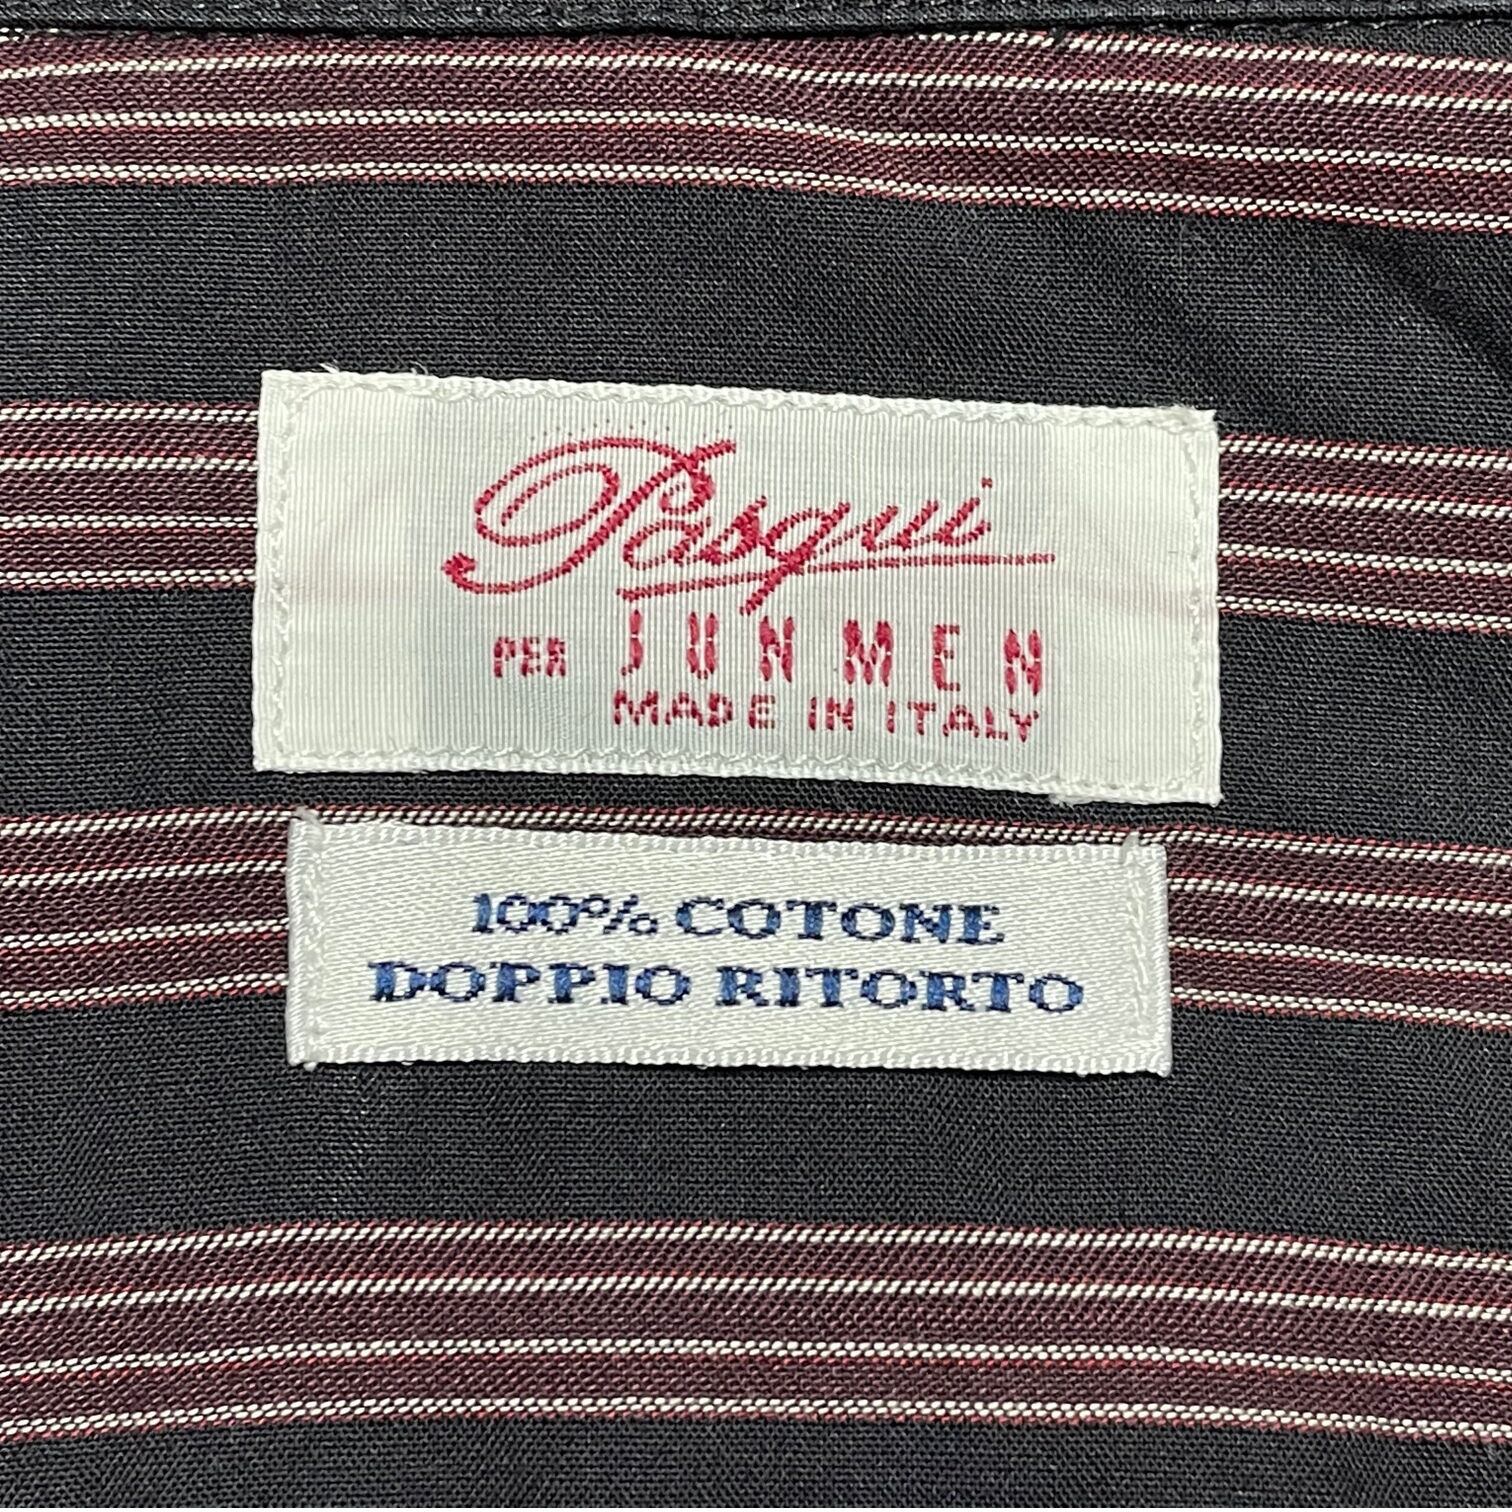 Pasqui
PER JUNMEN
MADE IN ITALY
100% COTONE
DOPPIO RITORTO